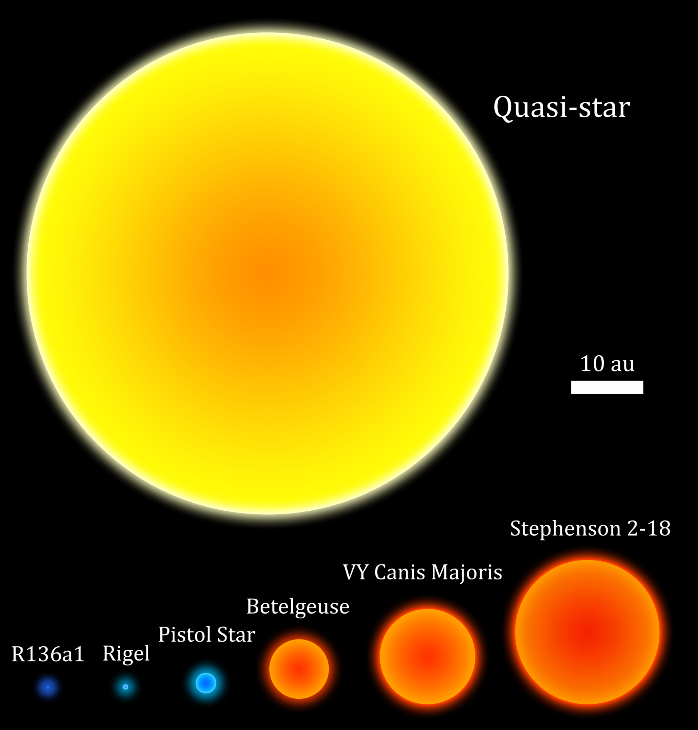 Quasi-star
10 au
Stephenson 2-18
VY Canis Majoris
Betelgeuse
Pistol Star
Rigel
R136a1